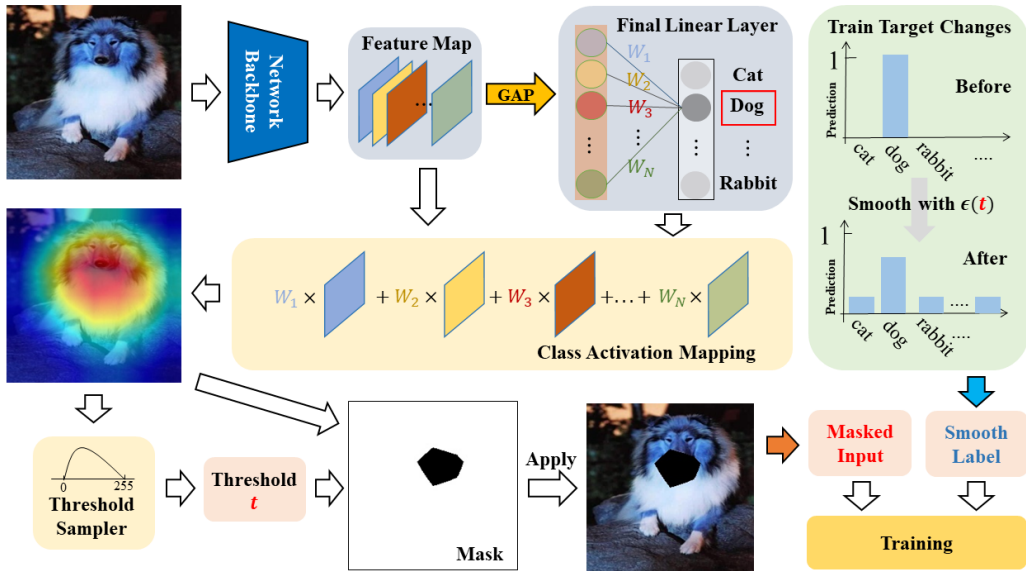 Network
Backbone
Feature Map
...
GAP
Final Linear Layer
W₁
W₂
W₃
W_N
⋮
⋮
⋮
⋮
Cat
Dog
Rabbit
Train Target Changes
Prediction
1
Before
cat
dog
rabbit
....
Smooth with ϵ(t)
Prediction
1
After
....
cat
dog
rabbit
....
W₁ × + W₂ × + W₃ × +...+ W_N ×
Class Activation Mapping
0
255
Threshold
Sampler
Threshold
t
Mask
Apply
Masked
Input
Smooth
Label
Training